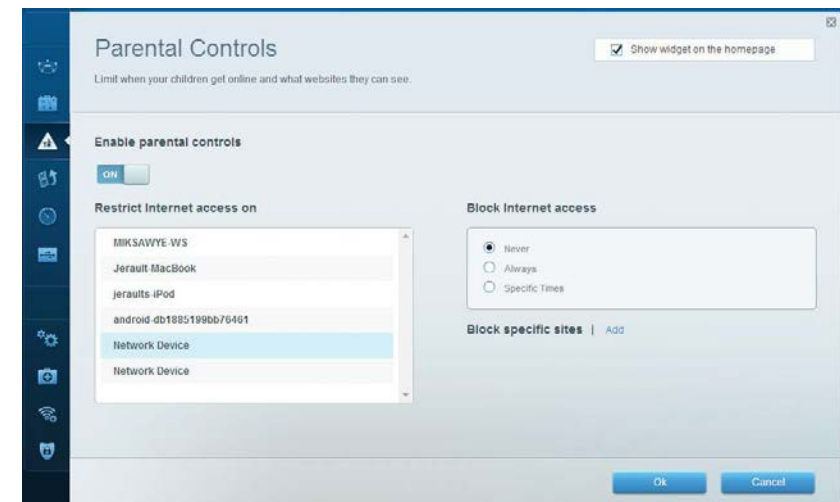 Parental Controls
Show widget on the homepage
Limit when your children get online and what websites they can see.
Enable parental controls
ON
Restrict Internet access on
MIKSAWYE-WS
Jerault-MacBook
jeraults-iPod
android-db1885199bb76461
Network Device
Network Device
Block Internet access
Never
Always
Specific Times
Block specific sites | Add
Ok
Cancel